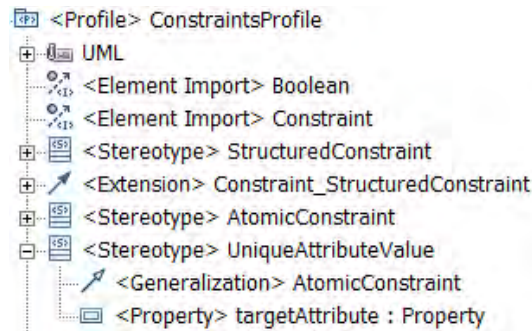 <Profile> ConstraintsProfile
UML
<Element Import> Boolean
<Element Import> Constraint
<Stereotype> StructuredConstraint
<Extension> Constraint_StructuredConstraint
<Stereotype> AtomicConstraint
<Stereotype> UniqueAttributeValue
<Generalization> AtomicConstraint
<Property> targetAttribute : Property